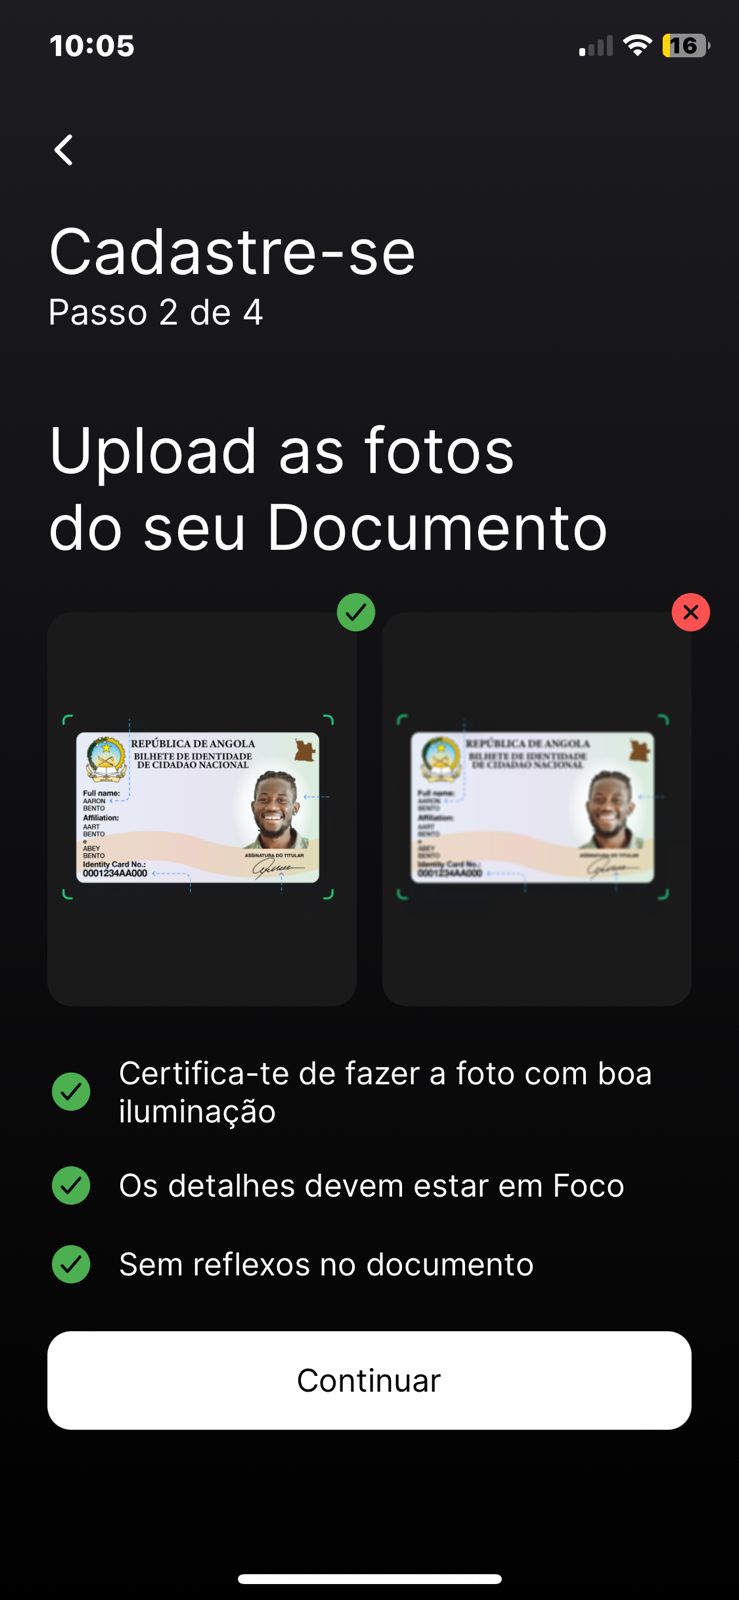 10:05
16
Cadastre-se
Passo 2 de 4
Upload as fotos
do seu Documento
REPÚBLICA DE ANGOLA
BILHETE DE IDENTIDADE
DE CIDADAO NACIONAL
Full name:
AARON
BENTO
Affiliation:
AART
BENTO
e
ABEY
BENTO
Identity Card No.:
0001234AA000
ASSINATURA DO TITULAR
REPÚBLICA DE ANGOLA
BILHETE DE IDENTIDADE
DE CIDADAO NACIONAL
Full name:
AARON
BENTO
Affiliation:
AART
BENTO
e
ABEY
BENTO
Identity Card No.:
0001234AA000
ASSINATURA DO TITULAR
Certifica-te de fazer a foto com boa
iluminação
Os detalhes devem estar em Foco
Sem reflexos no documento
Continuar